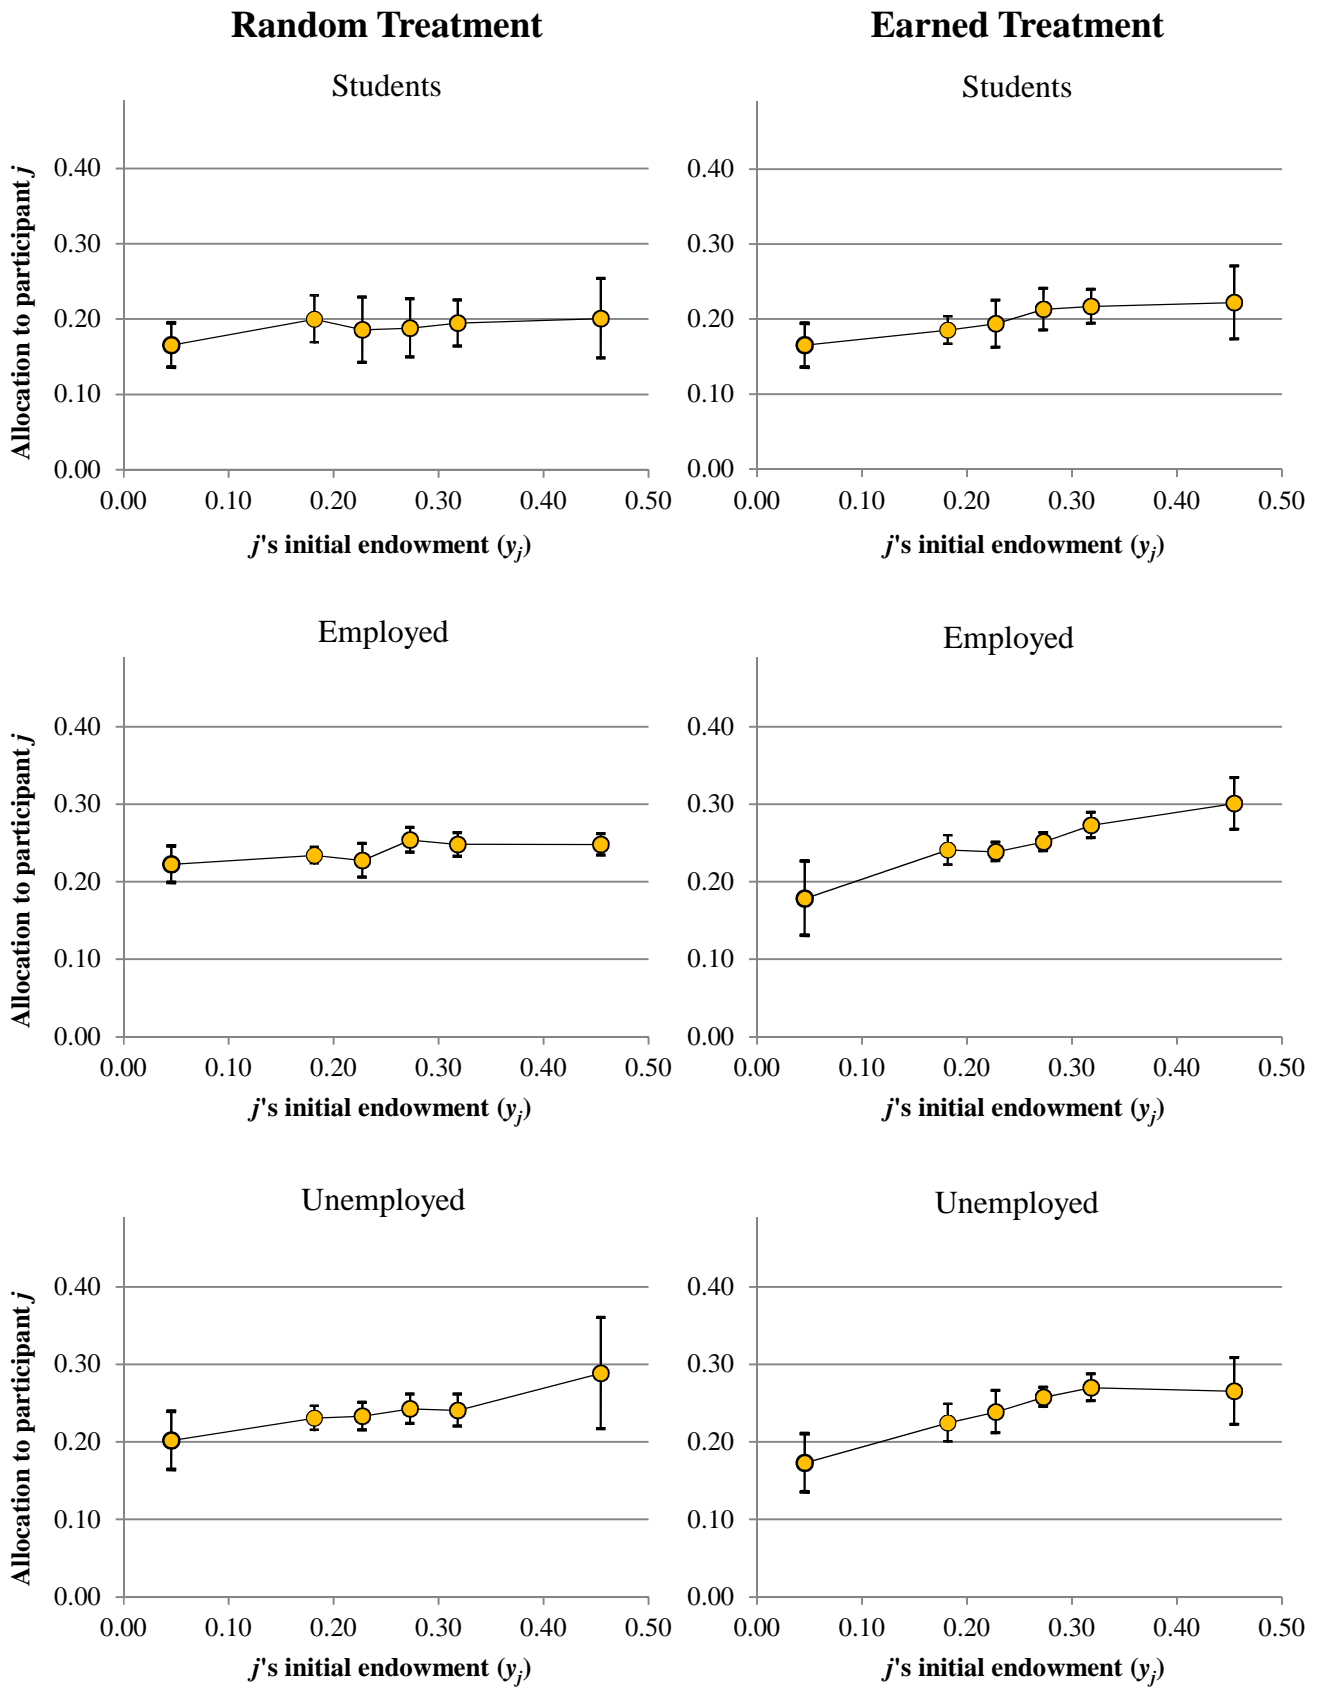 Random Treatment
Earned Treatment
Students
Allocation to participant j
0.40
0.30
0.20
0.10
0.00
0.00 0.10 0.20 0.30 0.40 0.50
j's initial endowment (yj)
Students
0.40
0.30
0.20
0.10
0.00
0.00 0.10 0.20 0.30 0.40 0.50
j's initial endowment (yj)
Employed
Allocation to participant j
0.40
0.30
0.20
0.10
0.00
0.00 0.10 0.20 0.30 0.40 0.50
j's initial endowment (yj)
Employed
0.40
0.30
0.20
0.10
0.00
0.00 0.10 0.20 0.30 0.40 0.50
j's initial endowment (yj)
Unemployed
Allocation to participant j
0.40
0.30
0.20
0.10
0.00
0.00 0.10 0.20 0.30 0.40 0.50
j's initial endowment (yj)
Unemployed
0.40
0.30
0.20
0.10
0.00
0.00 0.10 0.20 0.30 0.40 0.50
j's initial endowment (yj)